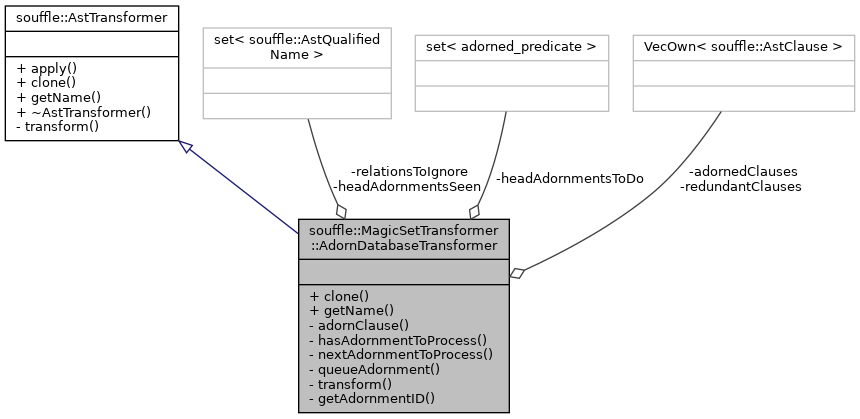 souffle::AstTransformer
+ apply()
+ clone()
+ getName()
+ ~AstTransformer()
- transform()
set< souffle::AstQualified
Name >
set< adorned_predicate >
VecOwn< souffle::AstClause >
-relationsToIgnore
-headAdornmentsSeen
-headAdornmentsToDo
-adornedClauses
-redundantClauses
souffle::MagicSetTransformer
::AdornDatabaseTransformer
+ clone()
+ getName()
- adornClause()
- hasAdornmentToProcess()
- nextAdornmentToProcess()
- queueAdornment()
- transform()
- getAdornmentID()